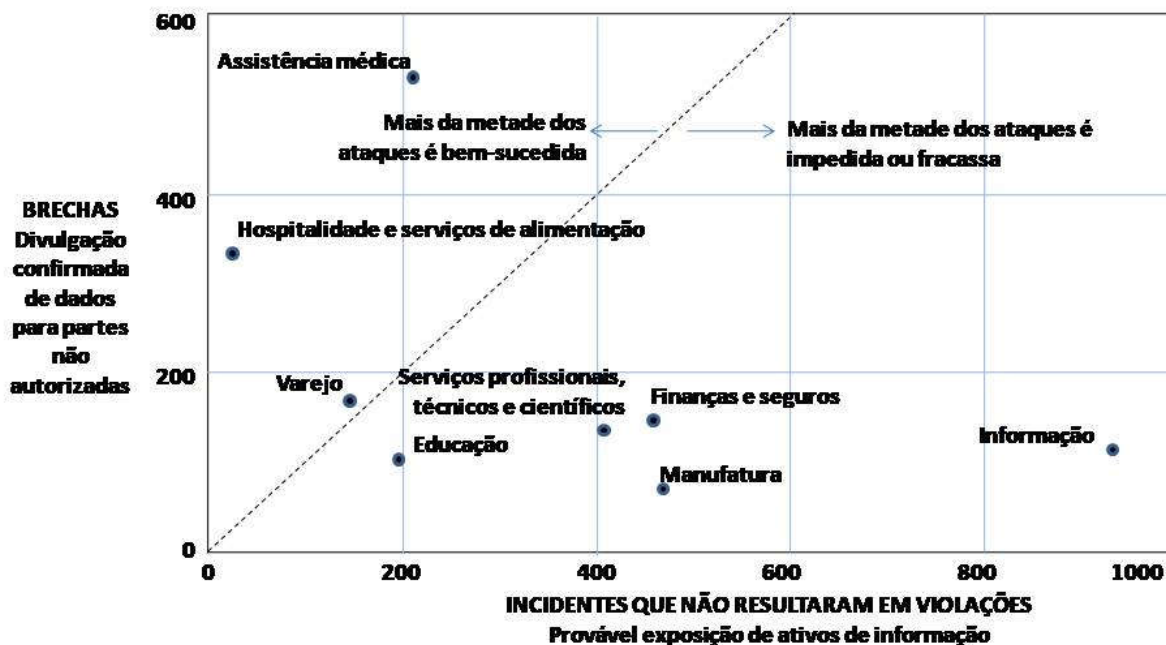 600
Assistência médica
Mais da metade dos
ataques é bem-sucedida
Mais da metade dos ataques é
impedida ou fracassa
400
BRECHAS
Divulgação
confirmada
de dados
para partes
não
autorizadas
Hospitalidade e serviços de alimentação
200
Varejo
Serviços profissionais,
técnicos e científicos
Finanças e seguros
Educação
Informação
Manufatura
0
0 200 400 600 800 1000
INCIDENTES QUE NÃO RESULTARAM EM VIOLAÇÕES
Provável exposição de ativos de informação